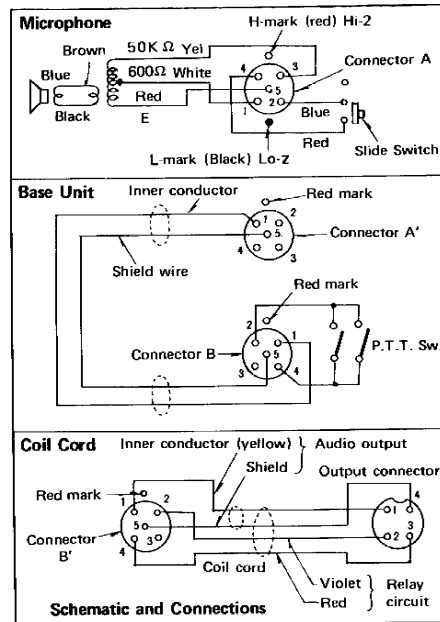 Microphone
H-mark (red) Hi-2
Brown
50K Ω Yel
Connector A
Blue
600Ω White
4
3
5
Red
2
Blue
Black
E
1
Slide Switch
Red
L-mark (Black) Lo-z
Base Unit
Inner conductor
Red mark
1
2
5
Connector A'
Shield wire
4
3
Red mark
2
1
P.T.T. Sw.
Connector B
5
3
4
Coil Cord
Inner conductor (yellow)
Audio output
Shield
Output connector
Red mark
1
2
4
1
5
3
3
Connector
B'
2
4
Coil cord
Violet
Relay
Red
circuit
Schematic and Connections